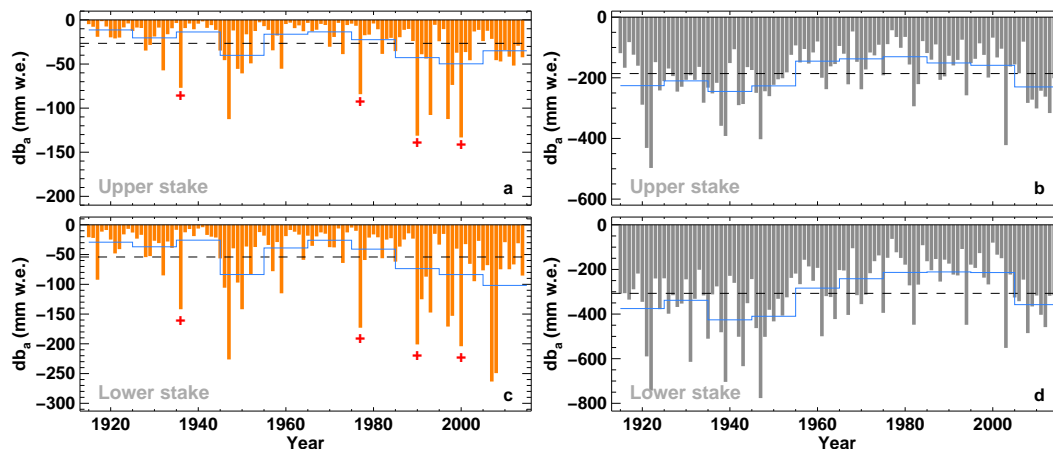 0
−50
−100
−150
−200
db_a (mm w.e.)
Upper stake
a
0
−200
−400
−600
db_a (mm w.e.)
Upper stake
b
0
−50
−100
−150
−200
−250
−300
db_a (mm w.e.)
Lower stake
c
1920 1940 1960 1980 2000
Year
0
−200
−400
−600
−800
db_a (mm w.e.)
Lower stake
d
1920 1940 1960 1980 2000
Year